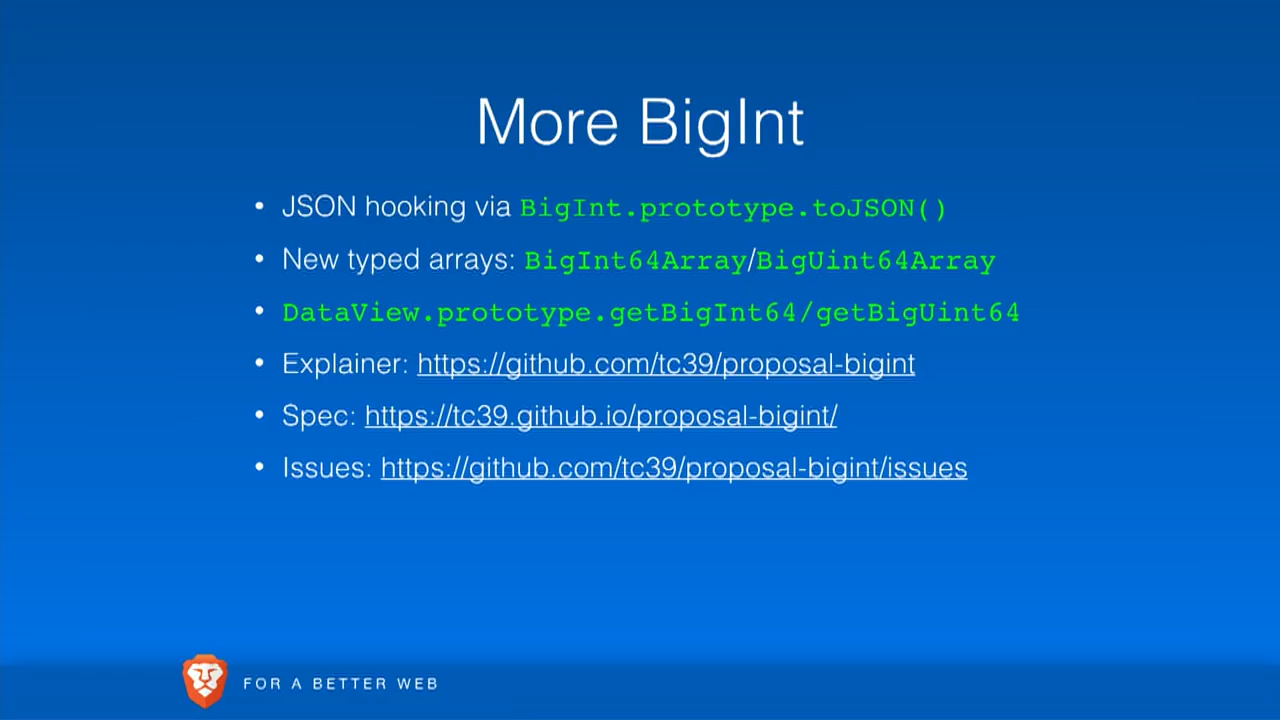 More BigInt
• JSON hooking via BigInt.prototype.toJSON()
• New typed arrays: BigInt64Array/BigUint64Array
• DataView.prototype.getBigInt64/getBigUint64
• Explainer: https://github.com/tc39/proposal-bigint
• Spec: https://tc39.github.io/proposal-bigint/
• Issues: https://github.com/tc39/proposal-bigint/issues
FOR A BETTER WEB